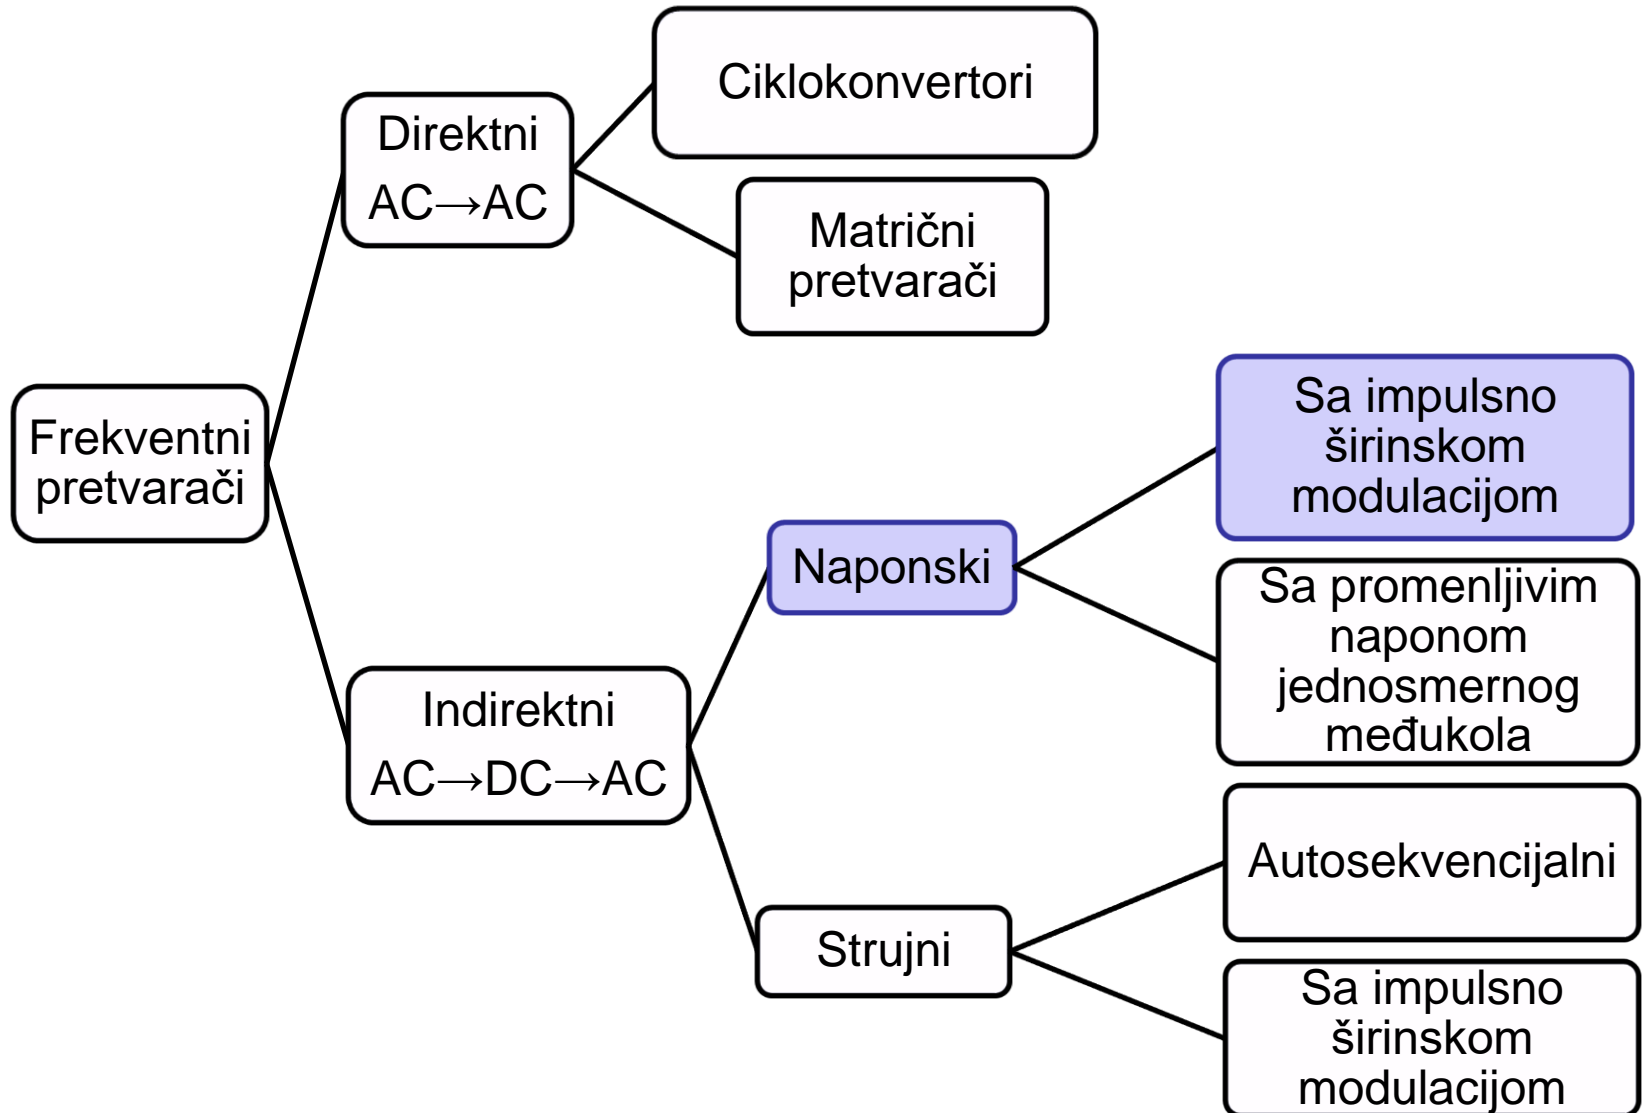 Frekventni
pretvarači
Direktni
AC→AC
Ciklokonvertori
Matrični
pretvarači
Indirektni
AC→DC→AC
Naponski
Sa impulsno
širinskom
modulacijom
Sa promenljivim
naponom
jednosmernog
međukola
Strujni
Autosekvencijalni
Sa impulsno
širinskom
modulacijom